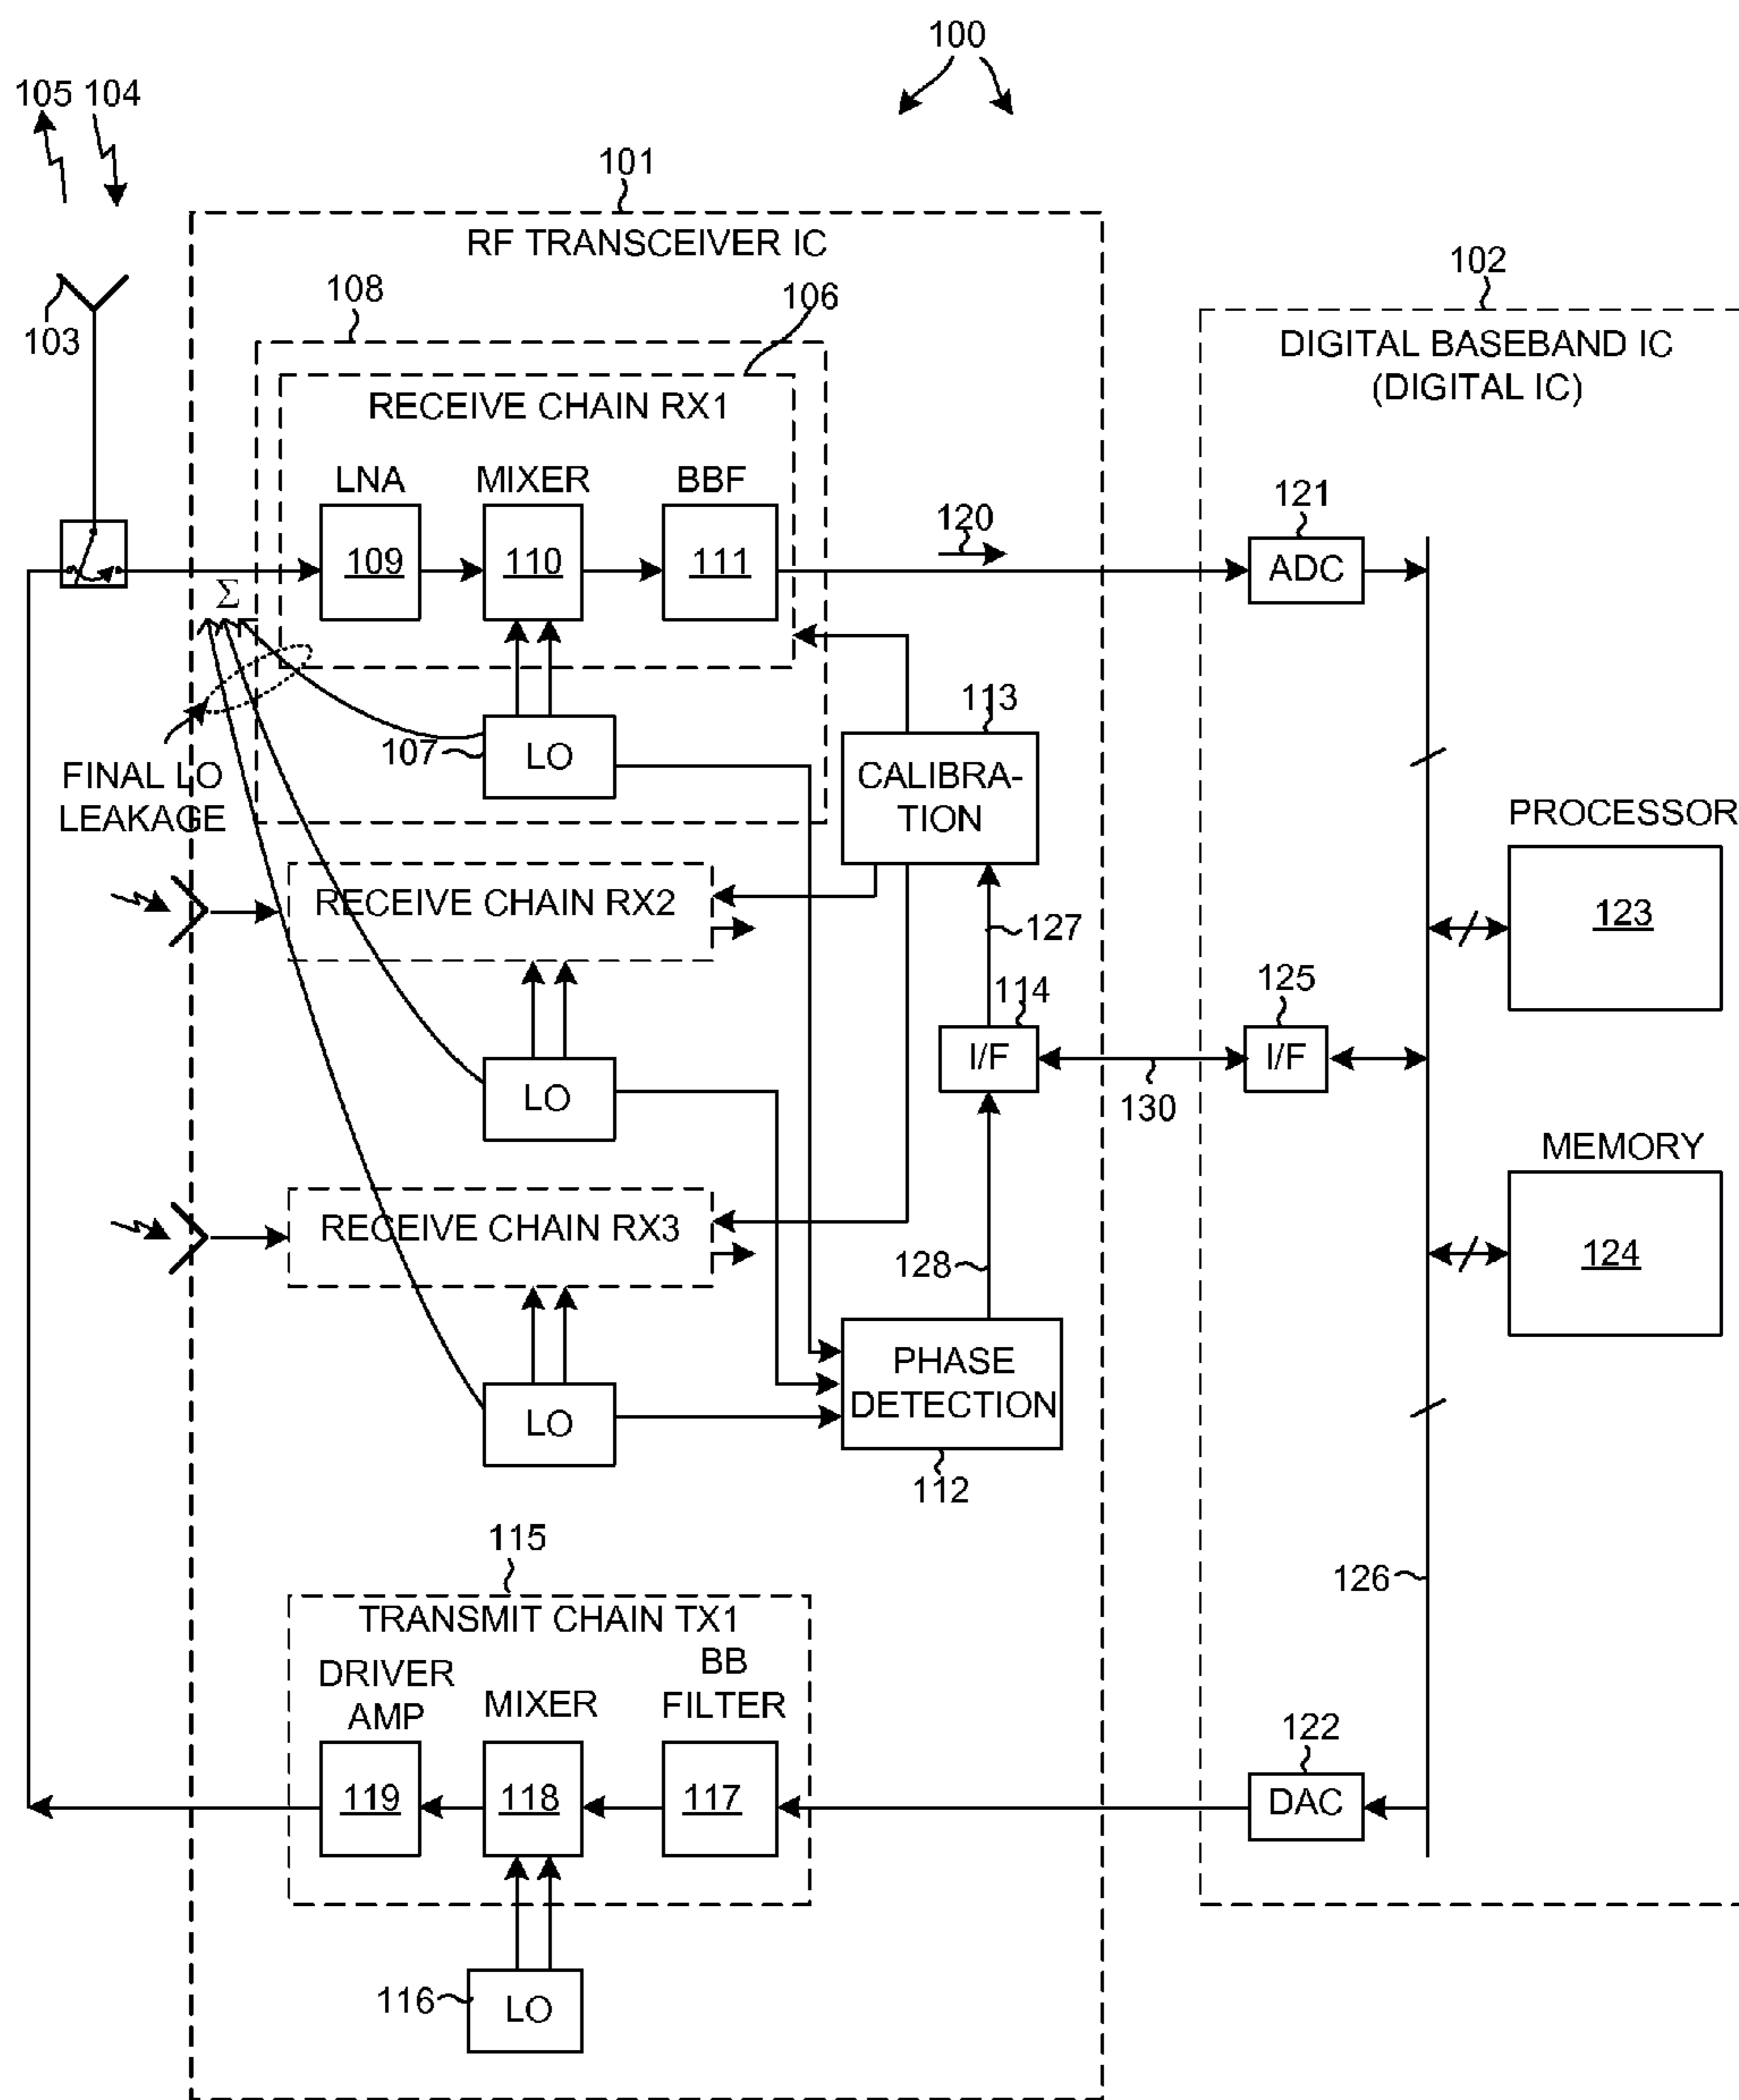 100
105 104
101
RF TRANSCEIVER IC
102
108
106
103
DIGITAL BASEBAND IC
(DIGITAL IC)
RECEIVE CHAIN RX1
LNA
MIXER
BBF
109
110
111
120
121
ADC
Σ
107
LO
113
CALIBRA-
TION
FINAL LO
LEAKAGE
PROCESSOR
123
RECEIVE CHAIN RX2
127
114
I/F
125
I/F
130
LO
MEMORY
124
RECEIVE CHAIN RX3
128
PHASE
DETECTION
LO
112
115
126
TRANSMIT CHAIN TX1
DRIVER
AMP
MIXER
BB
FILTER
119
118
117
122
DAC
116
LO